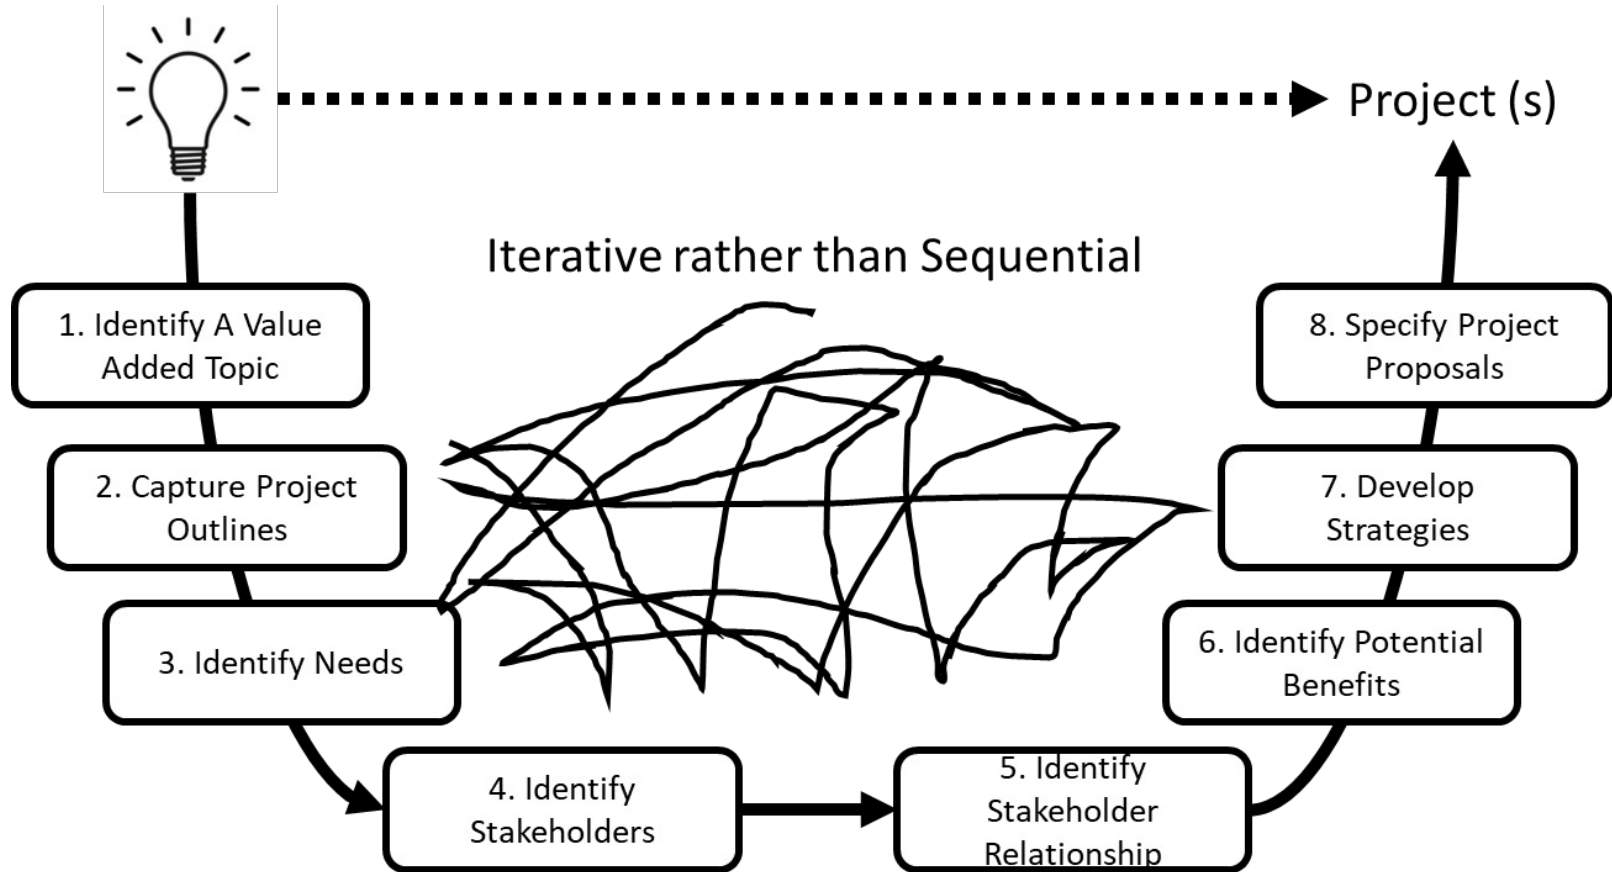 Project (s)
Iterative rather than Sequential
1. Identify A Value
Added Topic
2. Capture Project
Outlines
3. Identify Needs
4. Identify
Stakeholders
5. Identify
Stakeholder
Relationship
6. Identify Potential
Benefits
7. Develop
Strategies
8. Specify Project
Proposals